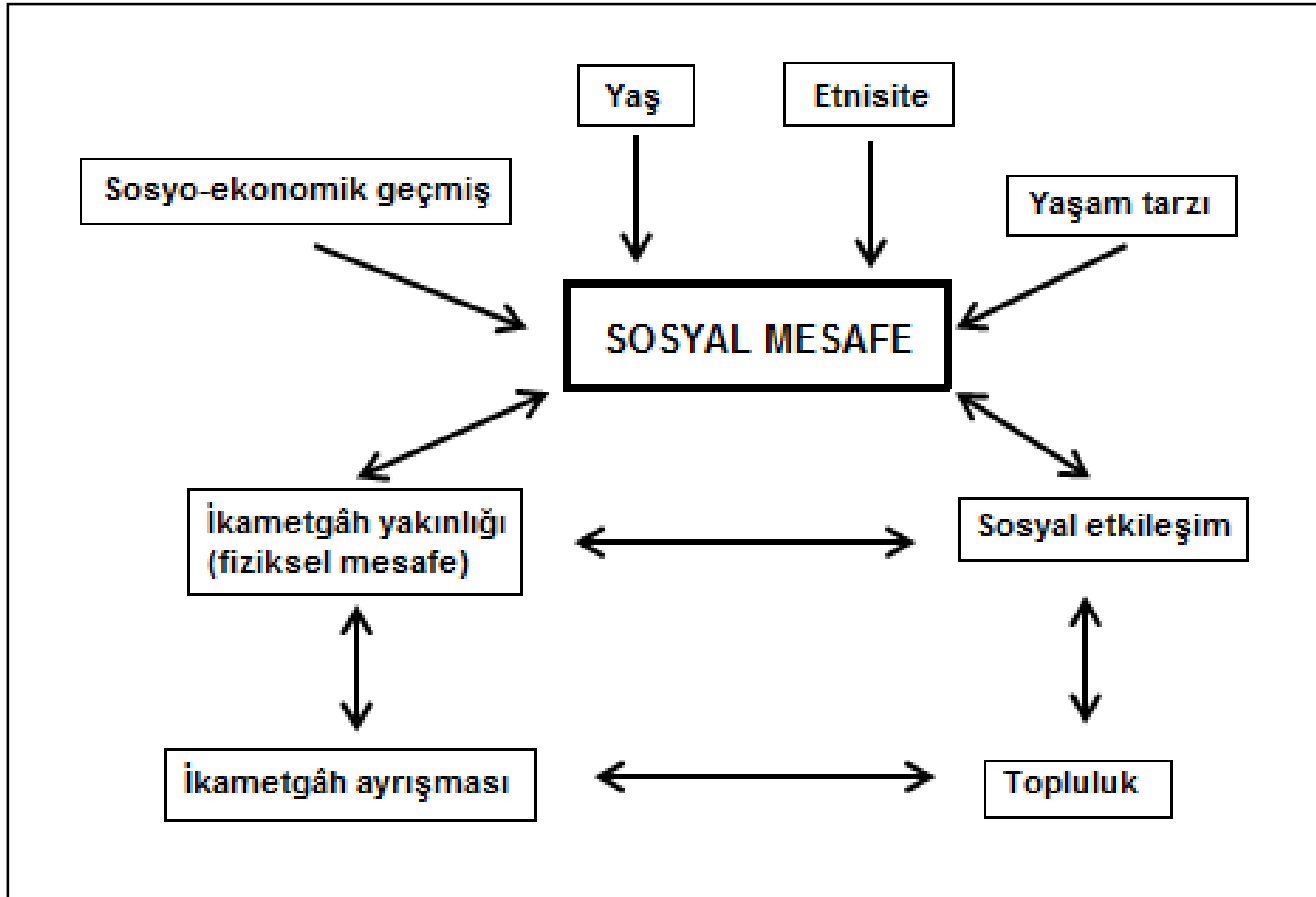 Yaş
Etnisite
Sosyo-ekonomik geçmiş
Yaşam tarzı
SOSYAL MESAFE
İkametgâh yakınlığı
(fiziksel mesafe)
Sosyal etkileşim
İkametgâh ayrışması
Topluluk